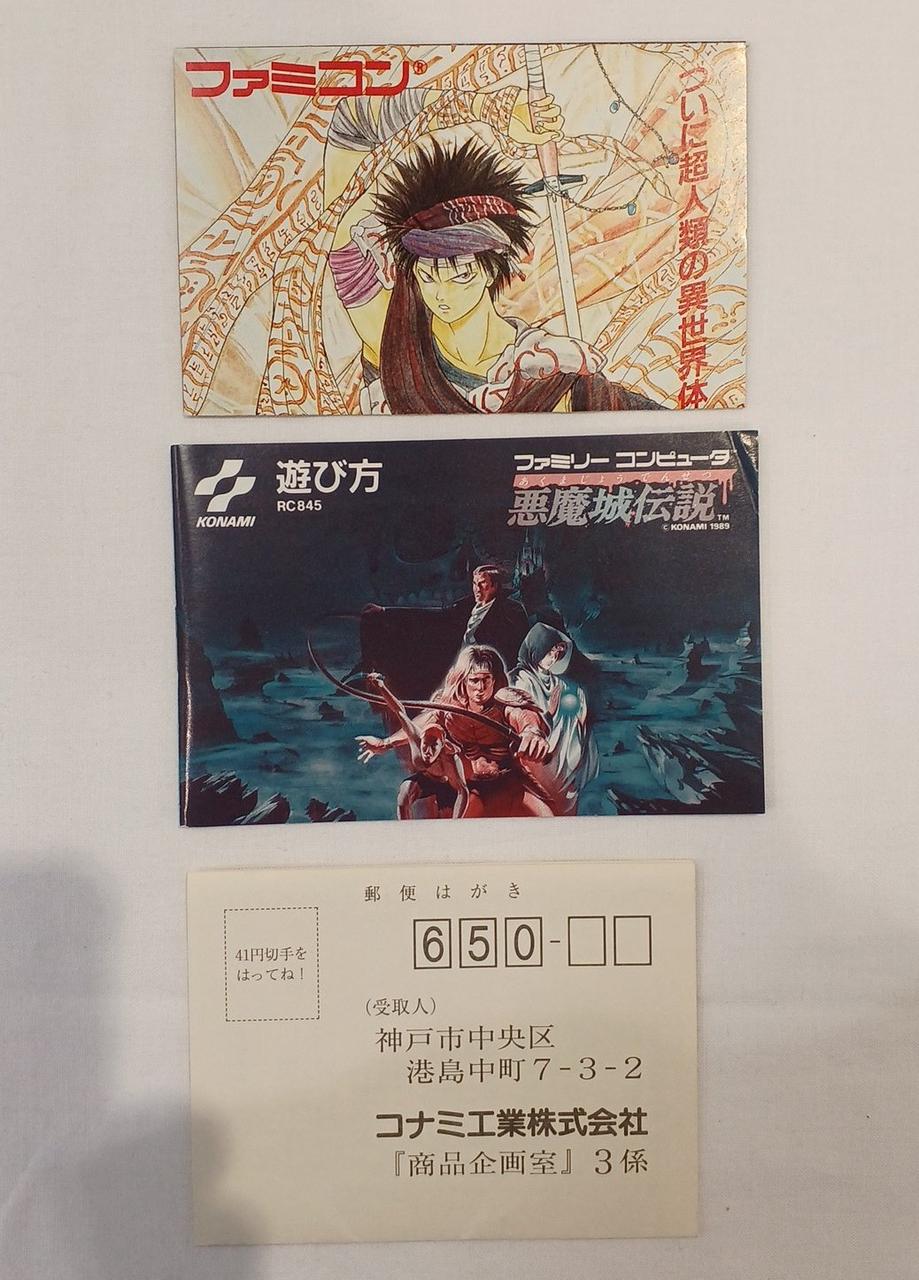 ファミコン®
ついに超人類の異世界体
KONAMI
遊び方
RC845
ファミリー コンピュータ
あくまじょうでんせつ
悪魔城伝説™
© KONAMI 1989
郵便はがき
41円切手を
はってね!
650-
(受取人)
神戸市中央区
港島中町7-3-2
コナミ工業株式会社
『商品企画室』3係